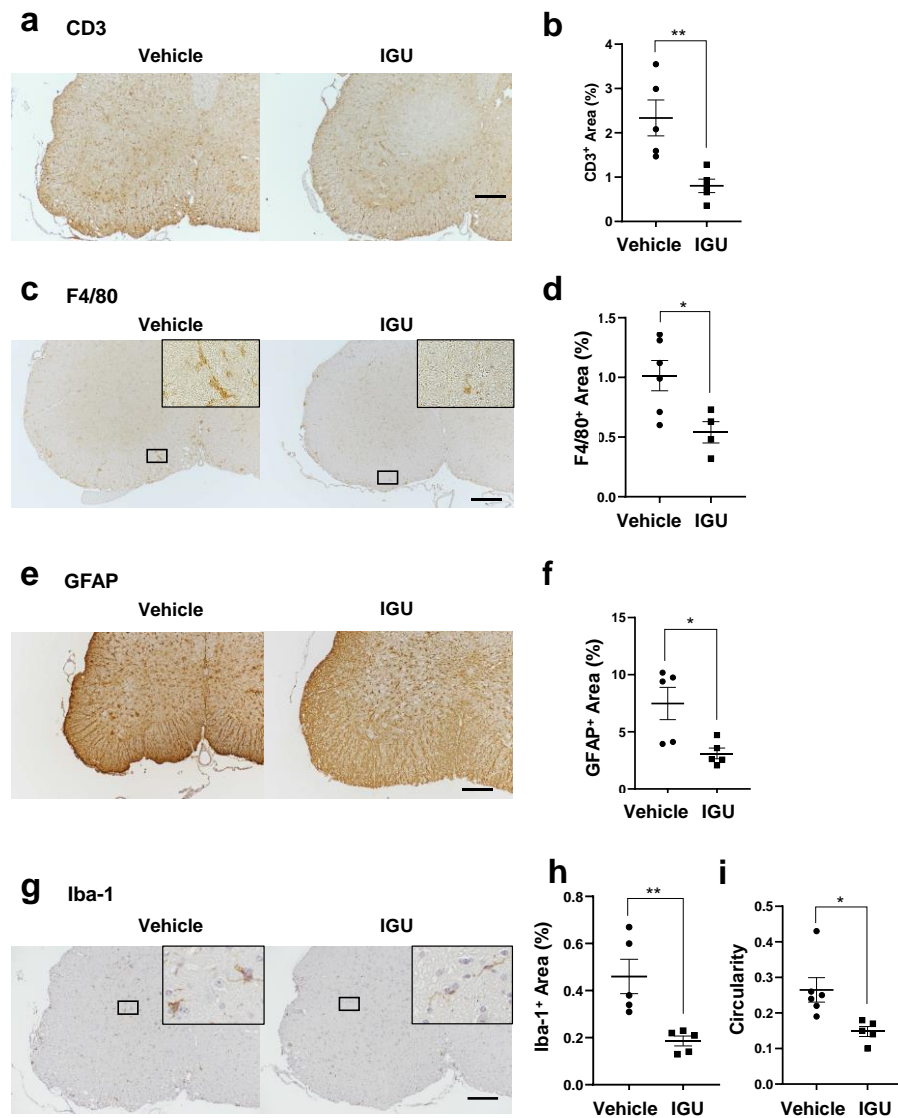 a CD3
Vehicle IGU
b
**
CD3⁺ Area (%)
4
3
2
1
0
Vehicle IGU
c F4/80
Vehicle IGU
d
*
F4/80⁺ Area (%)
1.5
1.0
0.5
0.0
Vehicle IGU
e GFAP
Vehicle IGU
f
*
GFAP⁺ Area (%)
15
10
5
0
Vehicle IGU
g Iba-1
Vehicle IGU
h
**
Iba-1⁺ Area (%)
0.8
0.6
0.4
0.2
0.0
Vehicle IGU
i
*
Circularity
0.5
0.4
0.3
0.2
0.1
0.0
Vehicle IGU